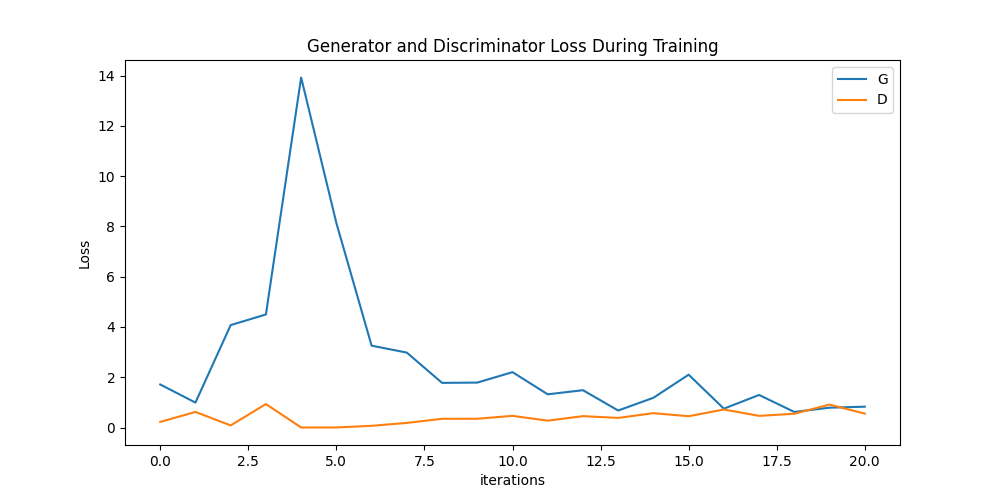 Generator and Discriminator Loss During Training
G
D
14
12
10
8
6
4
2
0
Loss
0.0 2.5 5.0 7.5 10.0 12.5 15.0 17.5 20.0
iterations